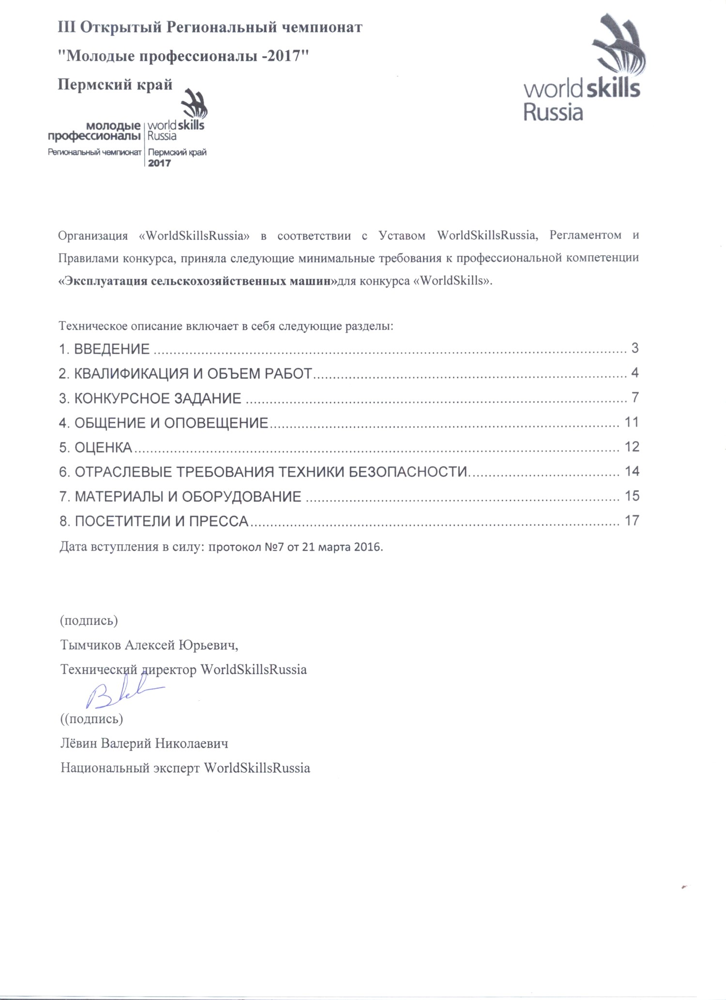 III Открытый Региональный чемпионат
"Молодые профессионалы -2017"
Пермский край
world skills
Russia
молодые
профессионалы
Региональный чемпионат
world skills
Russia
Пермский край
2017
Организация «WorldSkillsRussia» в соответствии с Уставом WorldSkillsRussia, Регламентом и
Правилами конкурса, приняла следующие минимальные требования к профессиональной компетенции
«Эксплуатация сельскохозяйственных машин»для конкурса «WorldSkills».
Техническое описание включает в себя следующие разделы:
1. ВВЕДЕНИЕ ........................................ 3
2. КВАЛИФИКАЦИЯ И ОБЪЕМ РАБОТ........................................ 4
3. КОНКУРСНОЕ ЗАДАНИЕ ........................................ 7
4. ОБЩЕНИЕ И ОПОВЕЩЕНИЕ........................................ 11
5. ОЦЕНКА........................................ 12
6. ОТРАСЛЕВЫЕ ТРЕБОВАНИЯ ТЕХНИКИ БЕЗОПАСНОСТИ........................................ 14
7. МАТЕРИАЛЫ И ОБОРУДОВАНИЕ ........................................ 15
8. ПОСЕТИТЕЛИ И ПРЕССА........................................ 17
Дата вступления в силу: протокол №7 от 21 марта 2016.
(подпись)
Тымчиков Алексей Юрьевич,
Технический директор WorldSkillsRussia
((подпись)
Лёвин Валерий Николаевич
Национальный эксперт WorldSkillsRussia